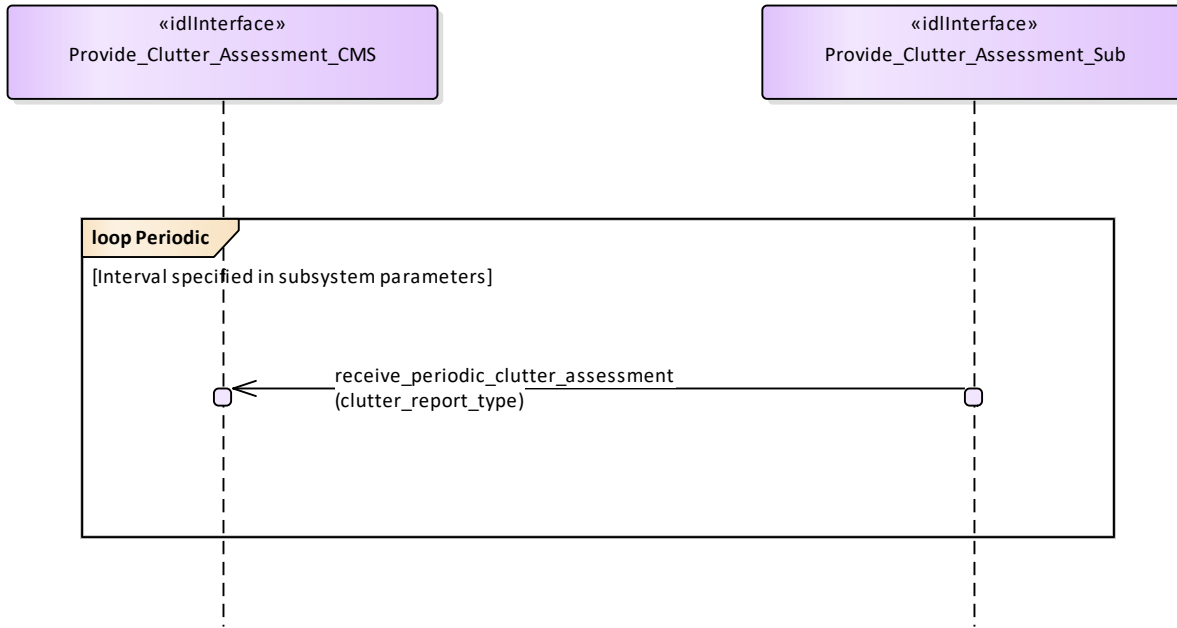 «idlInterface»
Provide_Clutter_Assessment_CMS
«idlInterface»
Provide_Clutter_Assessment_Sub
loop Periodic
[Interval specified in subsystem parameters]
receive_periodic_clutter_assessment
(clutter_report_type)